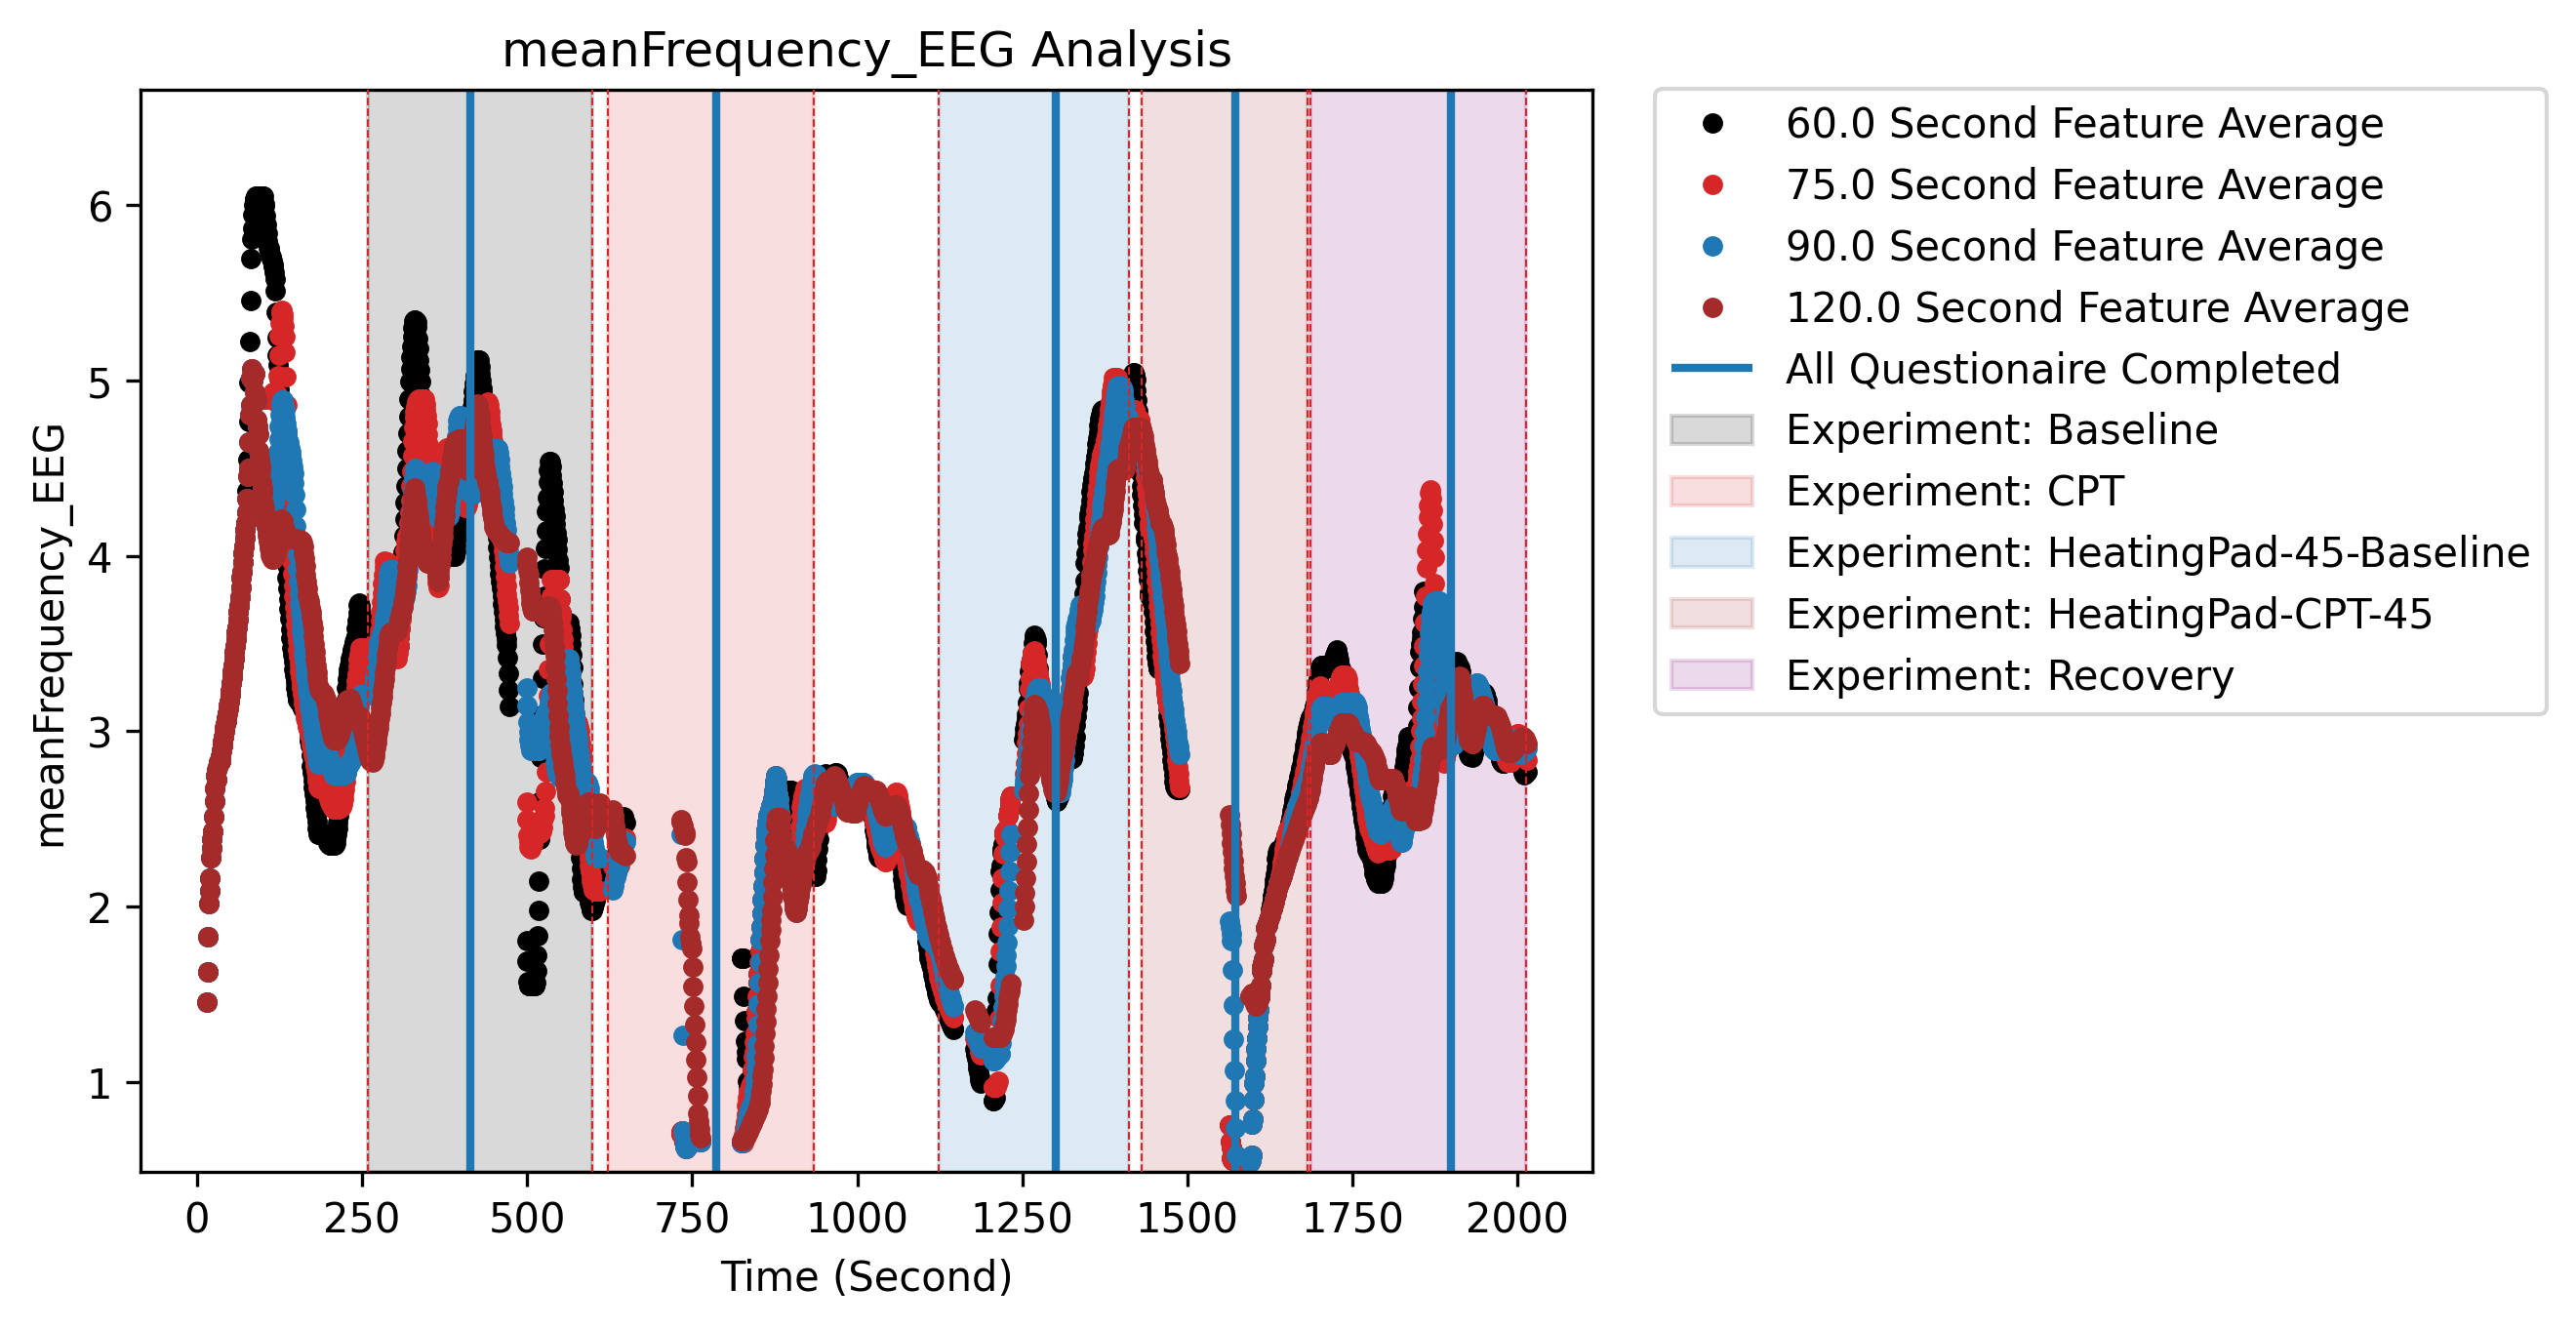 meanFrequency_EEG Analysis
meanFrequency_EEG
6
5
4
3
2
1
0 250 500 750 1000 1250 1500 1750 2000
Time (Second)
60.0 Second Feature Average
75.0 Second Feature Average
90.0 Second Feature Average
120.0 Second Feature Average
All Questionaire Completed
Experiment: Baseline
Experiment: CPT
Experiment: HeatingPad-45-Baseline
Experiment: HeatingPad-CPT-45
Experiment: Recovery